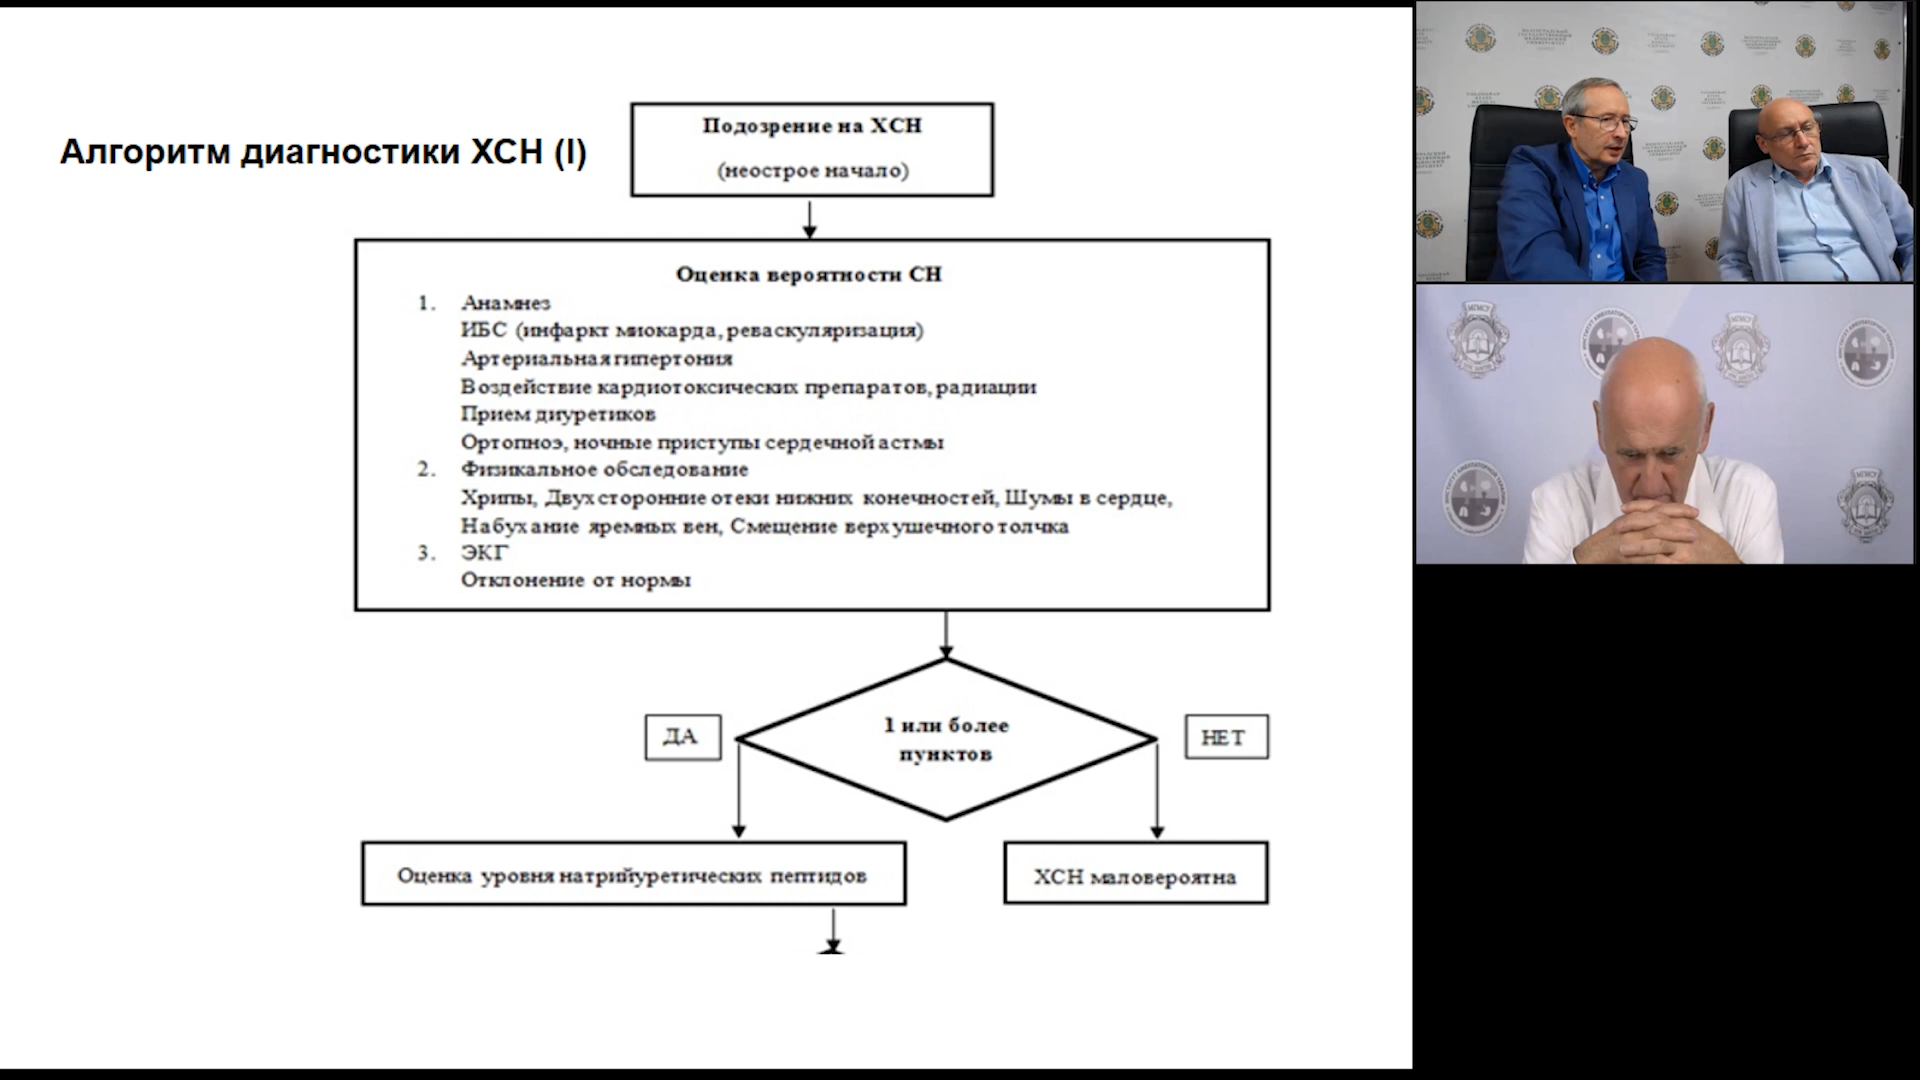 Алгоритм диагностики ХСН (I)
Подозрение на ХСН
(неострое начало)
Оценка вероятности СН
1. Анамнез
ИБС (инфаркт миокарда, реваскуляризация)
Артериальная гипертония
Воздействие кардиотоксических препаратов, радиации
Прием диуретиков
Ортопноэ, ночные приступы сердечной астмы
2. Физикальное обследование
Хрипы, Двухсторонние отеки нижних конечностей, Шумы в сердце,
Набухание яремных вен, Смещение верхушечного толчка
3. ЭКГ
Отклонение от нормы
1 или более
пунктов
ДА
НЕТ
Оценка уровня натрийуретических пептидов
ХСН маловероятна